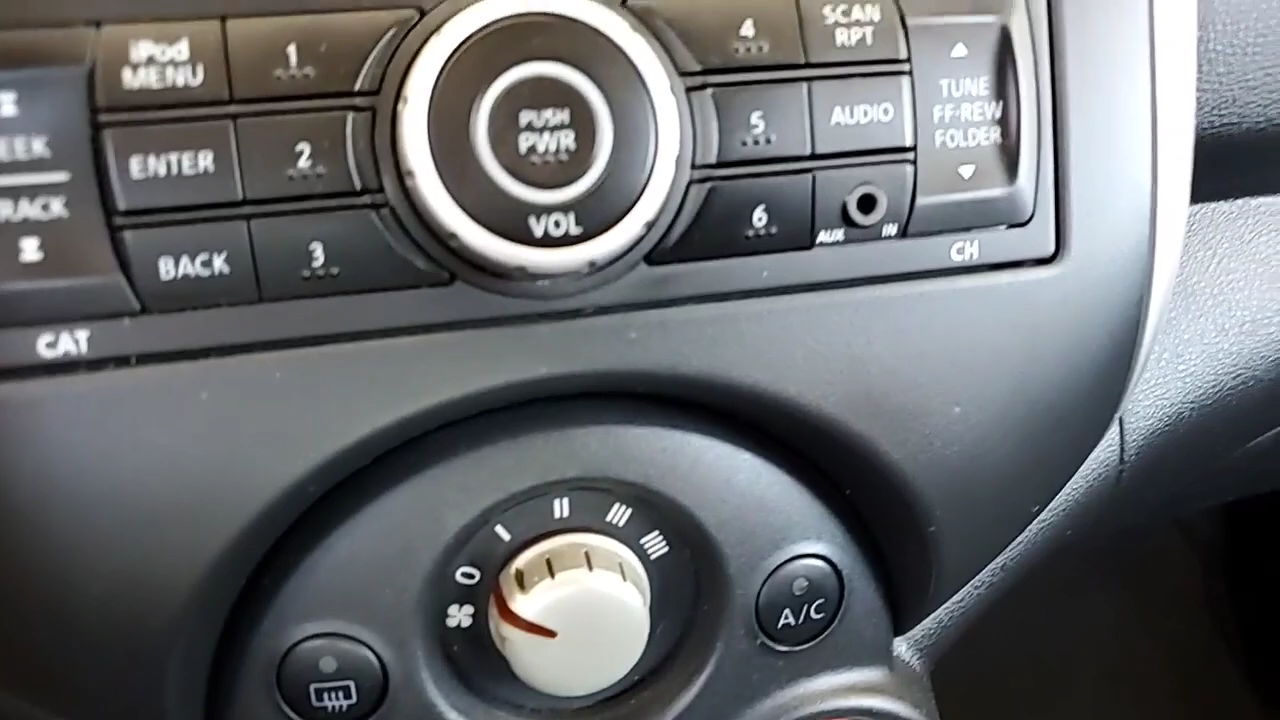 iPod
MENU
1
4
SCAN
RPT
TUNE
FF·REW
FOLDER
ENTER
2
PUSH
PWR
VOL
5
AUDIO
BACK
3
6
AUX IN
CH
CAT
0
I
II
III
IIII
A/C